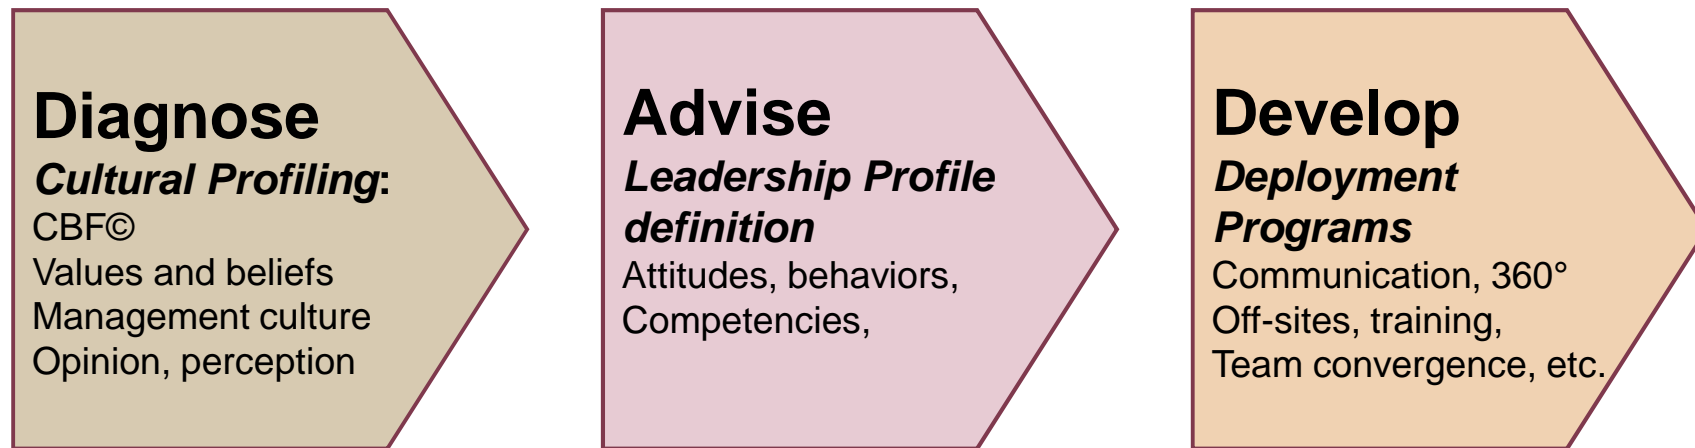 Diagnose
Cultural Profiling:
CBF©
Values and beliefs
Management culture
Opinion, perception
Advise
Leadership Profile
definition
Attitudes, behaviors,
Competencies,
Develop
Deployment
Programs
Communication, 360°
Off-sites, training,
Team convergence, etc.